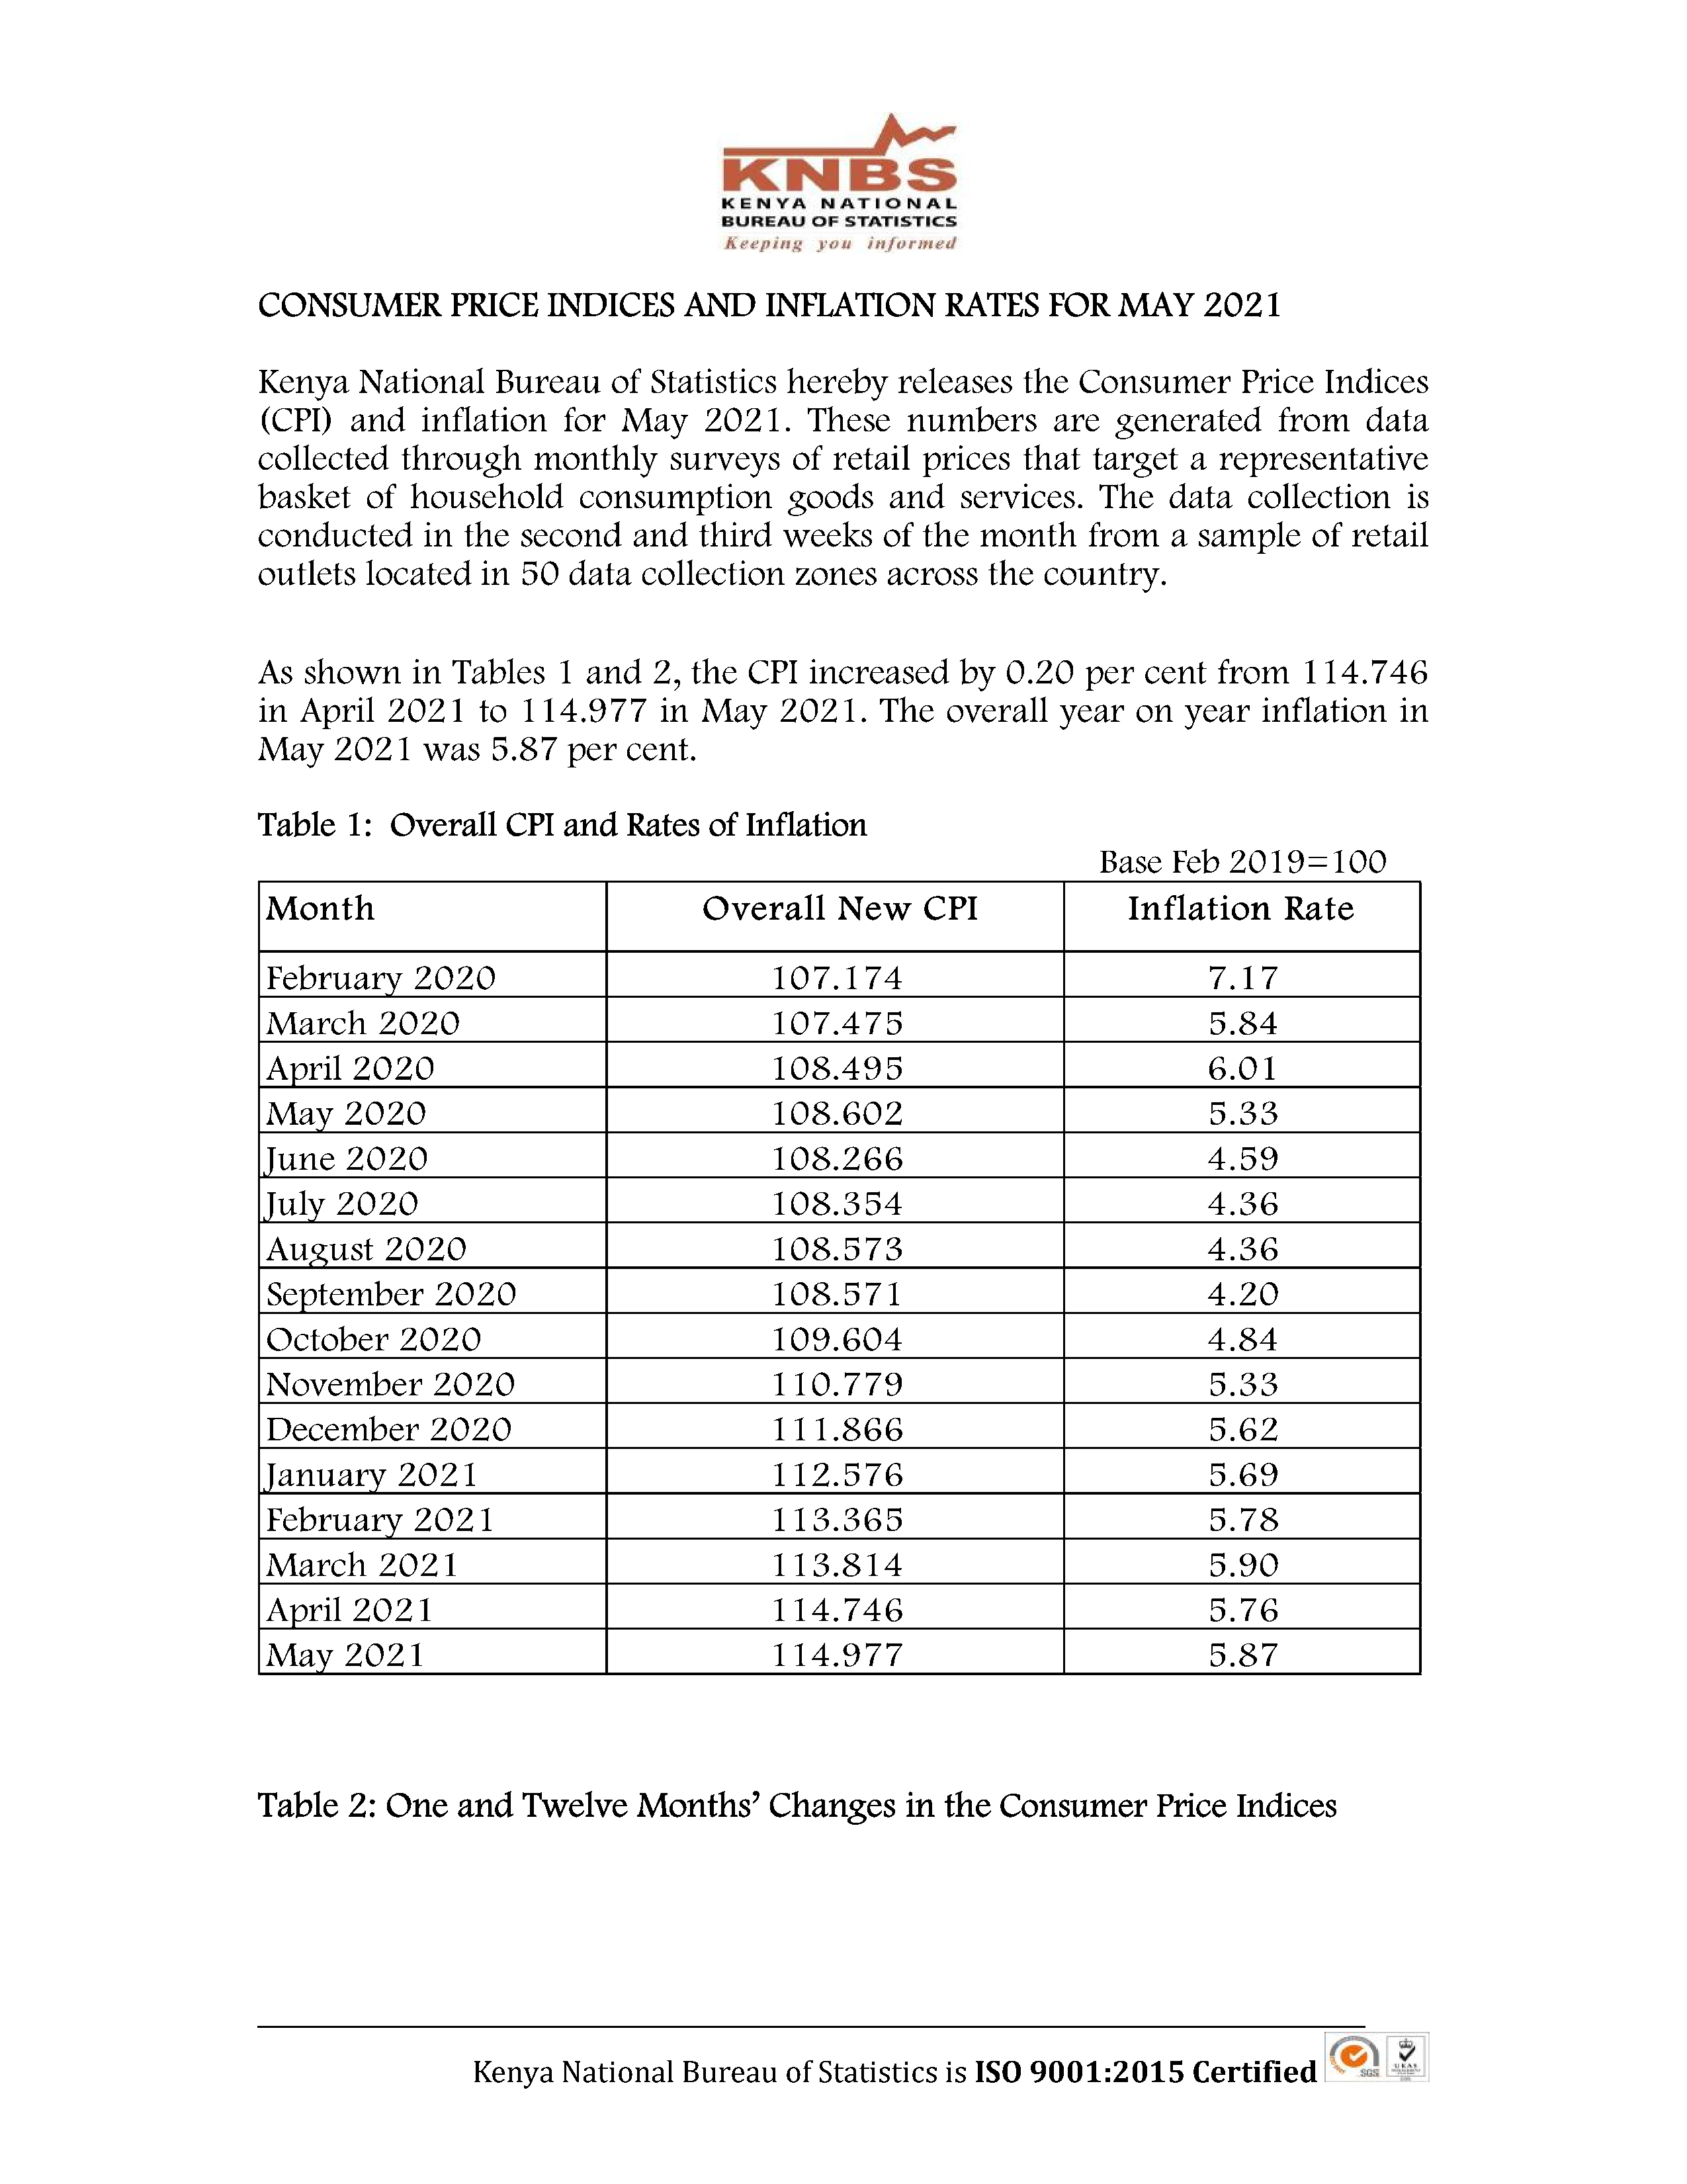 KNBS
KENYA NATIONAL
BUREAU OF STATISTICS
Keeping you informed
CONSUMER PRICE INDICES AND INFLATION RATES FOR MAY 2021
Kenya National Bureau of Statistics hereby releases the Consumer Price Indices
(CPI) and inflation for May 2021. These numbers are generated from data
collected through monthly surveys of retail prices that target a representative
basket of household consumption goods and services. The data collection is
conducted in the second and third weeks of the month from a sample of retail
outlets located in 50 data collection zones across the country.
As shown in Tables 1 and 2, the CPI increased by 0.20 per cent from 114.746
in April 2021 to 114.977 in May 2021. The overall year on year inflation in
May 2021 was 5.87 per cent.
Table 1: Overall CPI and Rates of Inflation
Base Feb 2019=100
Month Overall New CPI Inflation Rate
February 2020 107.174 7.17
March 2020 107.475 5.84
April 2020 108.495 6.01
May 2020 108.602 5.33
June 2020 108.266 4.59
July 2020 108.354 4.36
August 2020 108.573 4.36
September 2020 108.571 4.20
October 2020 109.604 4.84
November 2020 110.779 5.33
December 2020 111.866 5.62
January 2021 112.576 5.69
February 2021 113.365 5.78
March 2021 113.814 5.90
April 2021 114.746 5.76
May 2021 114.977 5.87
Table 2: One and Twelve Months’ Changes in the Consumer Price Indices
Kenya National Bureau of Statistics is ISO 9001:2015 Certified
SGS
UKAS